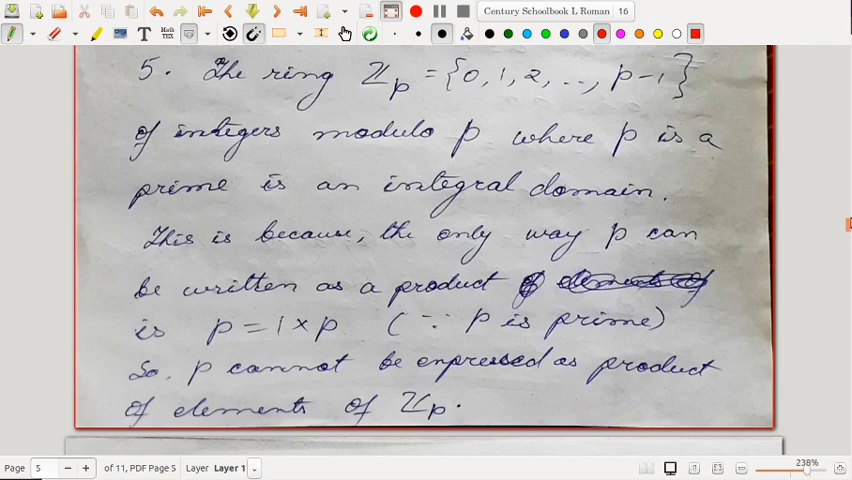 Century Schoolbook L Roman 16
5. The ring ℤp = {0, 1, 2, .., p-1}
of integers modulo p where p is a
prime is an integral domain.
This is because, the only way p can
be written as a product
is p = 1 × p. (∵ p is prime)
So, p cannot be expressed as product
of elements of ℤp.
Page 5 of 11, PDF Page 5 Layer Layer 1 238%